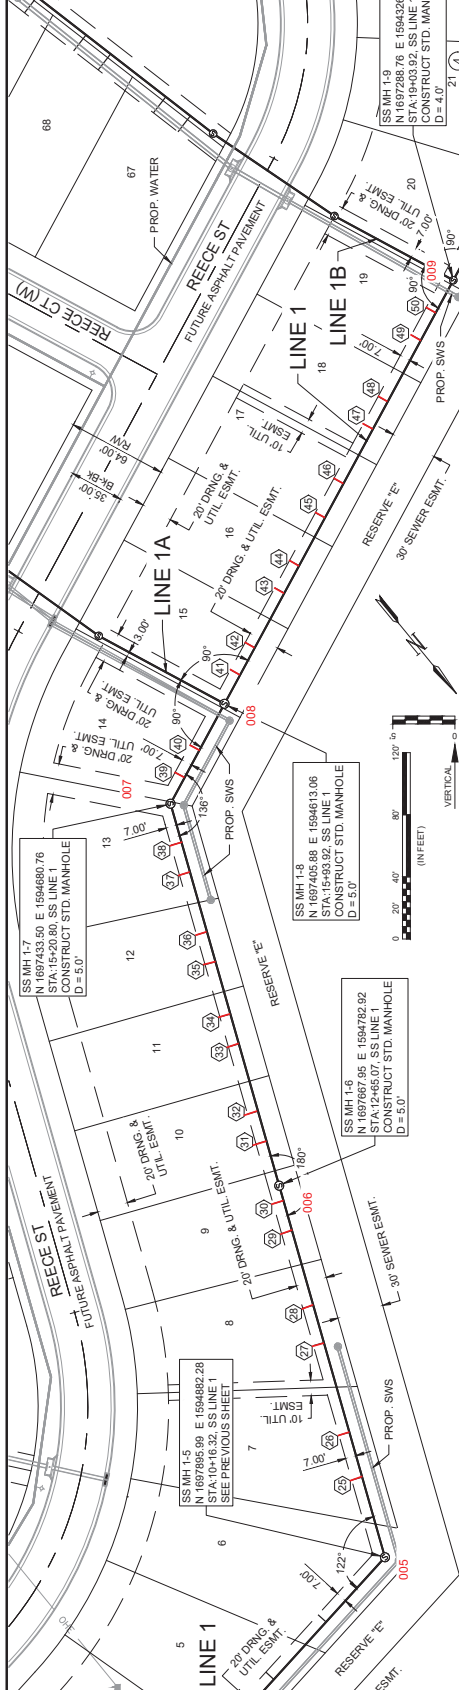 SS MH 1-5
N 1697895.99 E 1594882.28
STA:10+16.32, SS LINE 1
SEE PREVIOUS SHEET
SS MH 1-6
N 1697667.95 E 1594782.92
STA:12+65.07, SS LINE 1
CONSTRUCT STD. MANHOLE
D = 5.0'
SS MH 1-7
N 1697433.50 E 1594680.76
STA:15+20.80, SS LINE 1
CONSTRUCT STD. MANHOLE
D = 5.0'
SS MH 1-8
N 1697405.88 E 1594613.06
STA:15+93.92, SS LINE 1
CONSTRUCT STD. MANHOLE
D = 5.0'
SS MH 1-9
N 1697288.76 E 1594326
STA:19+03.92, SS LINE
CONSTRUCT STD. MAN
D = 4.0'
LINE 1
5
6
7
8
9
10
11
12
13
14
15
16
17
18
19
20
21
4
67
68
REECE ST
FUTURE ASPHALT PAVEMENT
REECE ST
FUTURE ASPHALT PAVEMENT
REECE CT (W)
PROP. WATER
35.00'
BK-BK
64.00'
R/W
OHE
20' DRNG. &
UTIL. ESMT.
7.00'
122°
RESERVE "E"
ESMT.
005
25
26
7.00'
PROP. SWS
10' UTIL.
ESMT.
27
28
20' DRNG. & UTIL. ESMT.
29
30
006
180°
30' SEWER ESMT.
31
32
20' DRNG. &
UTIL. ESMT.
33
34
35
36
RESERVE "E"
37
38
7.00'
136°
PROP. SWS
007
39
40
7.00'
20' DRNG. &
UTIL. ESMT.
20' DRNG. &
UTIL. ESMT.
90°
90°
008
3.00'
LINE 1A
41
42
43
44
20' DRNG. & UTIL. ESMT.
20' DRNG. &
UTIL. ESMT.
45
46
10' UTIL.
ESMT.
47
48
LINE 1
LINE 1B
RESERVE "E"
30' SEWER ESMT.
7.00'
49
50
PROP. SWS
90°
90°
009
7.00'
20' DRNG. &
UTIL. ESMT.
N
0
20'
40'
80'
120'
(IN FEET)
0
5
VERTICAL